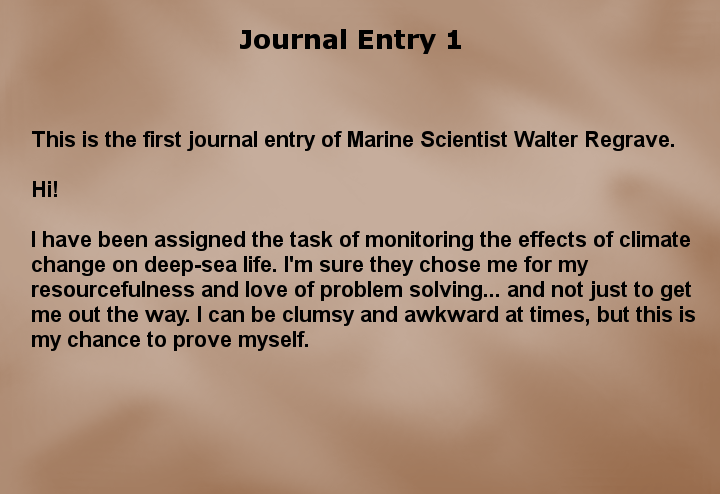 Journal Entry 1
This is the first journal entry of Marine Scientist Walter Regrave.
Hi!
I have been assigned the task of monitoring the effects of climate
change on deep-sea life. I'm sure they chose me for my
resourcefulness and love of problem solving... and not just to get
me out the way. I can be clumsy and awkward at times, but this is
my chance to prove myself.